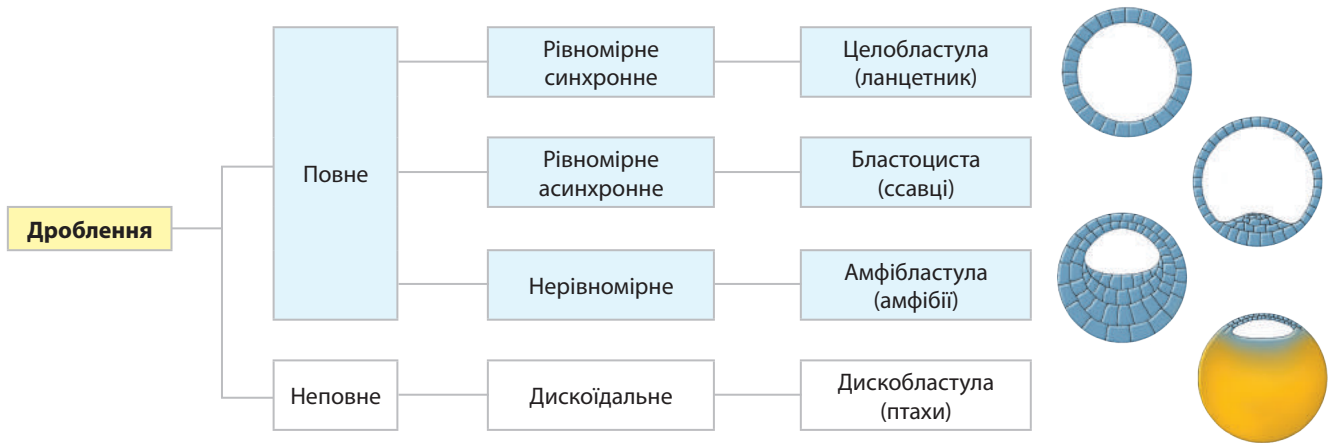 Дроблення
Повне
Рівномірне
синхронне
Целобластула
(ланцетник)
Рівномірне
асинхронне
Бластоциста
(ссавці)
Нерівномірне
Амфібластула
(амфібії)
Неповне
Дискоїдальне
Дискобластула
(птахи)